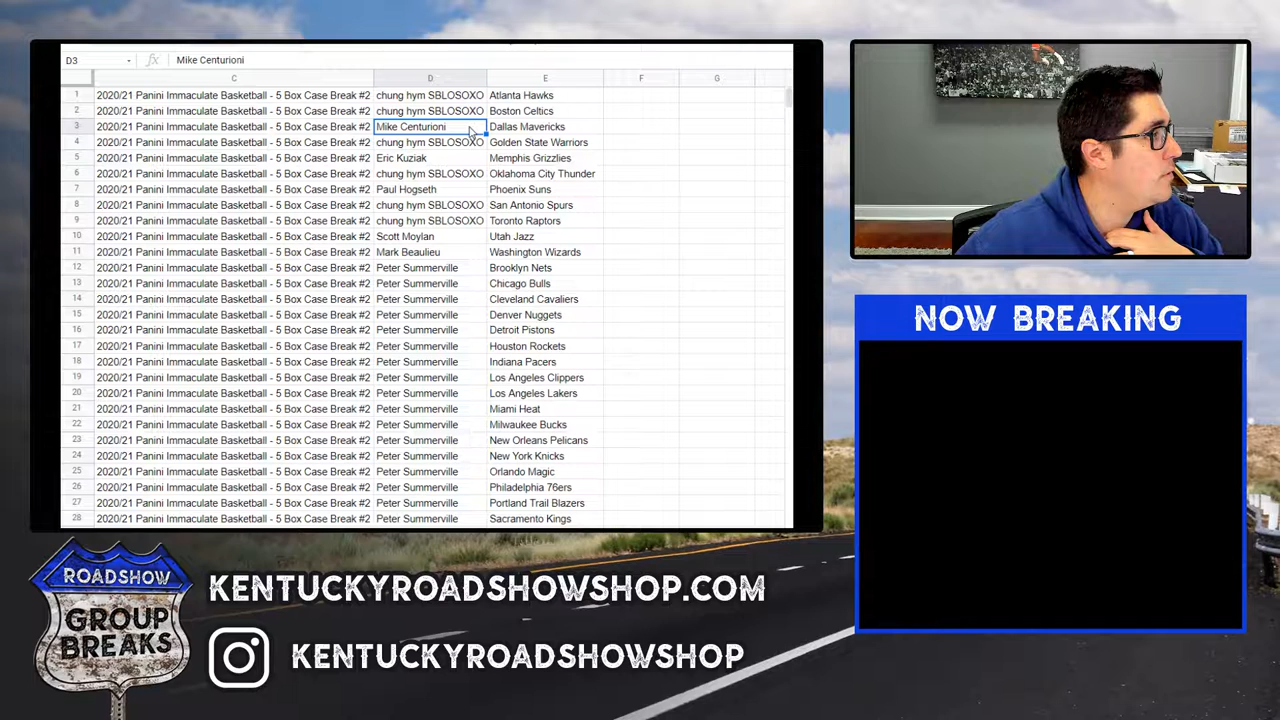 D3 fx Mike Centurioni
C D E F G
1 2020/21 Panini Immaculate Basketball - 5 Box Case Break #2 chung hym SBLOSOXO Atlanta Hawks
2 2020/21 Panini Immaculate Basketball - 5 Box Case Break #2 chung hym SBLOSOXO Boston Celtics
3 2020/21 Panini Immaculate Basketball - 5 Box Case Break #2 Mike Centurioni Dallas Mavericks
4 2020/21 Panini Immaculate Basketball - 5 Box Case Break #2 chung hym SBLOSOXO Golden State Warriors
5 2020/21 Panini Immaculate Basketball - 5 Box Case Break #2 Eric Kuziak Memphis Grizzlies
6 2020/21 Panini Immaculate Basketball - 5 Box Case Break #2 chung hym SBLOSOXO Oklahoma City Thunder
7 2020/21 Panini Immaculate Basketball - 5 Box Case Break #2 Paul Hogseth Phoenix Suns
8 2020/21 Panini Immaculate Basketball - 5 Box Case Break #2 chung hym SBLOSOXO San Antonio Spurs
9 2020/21 Panini Immaculate Basketball - 5 Box Case Break #2 chung hym SBLOSOXO Toronto Raptors
10 2020/21 Panini Immaculate Basketball - 5 Box Case Break #2 Scott Moylan Utah Jazz
11 2020/21 Panini Immaculate Basketball - 5 Box Case Break #2 Mark Beaulieu Washington Wizards
12 2020/21 Panini Immaculate Basketball - 5 Box Case Break #2 Peter Summerville Brooklyn Nets
13 2020/21 Panini Immaculate Basketball - 5 Box Case Break #2 Peter Summerville Chicago Bulls
14 2020/21 Panini Immaculate Basketball - 5 Box Case Break #2 Peter Summerville Cleveland Cavaliers
15 2020/21 Panini Immaculate Basketball - 5 Box Case Break #2 Peter Summerville Denver Nuggets
16 2020/21 Panini Immaculate Basketball - 5 Box Case Break #2 Peter Summerville Detroit Pistons
17 2020/21 Panini Immaculate Basketball - 5 Box Case Break #2 Peter Summerville Houston Rockets
18 2020/21 Panini Immaculate Basketball - 5 Box Case Break #2 Peter Summerville Indiana Pacers
19 2020/21 Panini Immaculate Basketball - 5 Box Case Break #2 Peter Summerville Los Angeles Clippers
20 2020/21 Panini Immaculate Basketball - 5 Box Case Break #2 Peter Summerville Los Angeles Lakers
21 2020/21 Panini Immaculate Basketball - 5 Box Case Break #2 Peter Summerville Miami Heat
22 2020/21 Panini Immaculate Basketball - 5 Box Case Break #2 Peter Summerville Milwaukee Bucks
23 2020/21 Panini Immaculate Basketball - 5 Box Case Break #2 Peter Summerville New Orleans Pelicans
24 2020/21 Panini Immaculate Basketball - 5 Box Case Break #2 Peter Summerville New York Knicks
25 2020/21 Panini Immaculate Basketball - 5 Box Case Break #2 Peter Summerville Orlando Magic
26 2020/21 Panini Immaculate Basketball - 5 Box Case Break #2 Peter Summerville Philadelphia 76ers
27 2020/21 Panini Immaculate Basketball - 5 Box Case Break #2 Peter Summerville Portland Trail Blazers
28 2020/21 Panini Immaculate Basketball - 5 Box Case Break #2 Peter Summerville Sacramento Kings
NOW BREAKING
ROADSHOW
GROUP
BREAKS
KENTUCKYROADSHOWSHOP.COM
KENTUCKYROADSHOWSHOP